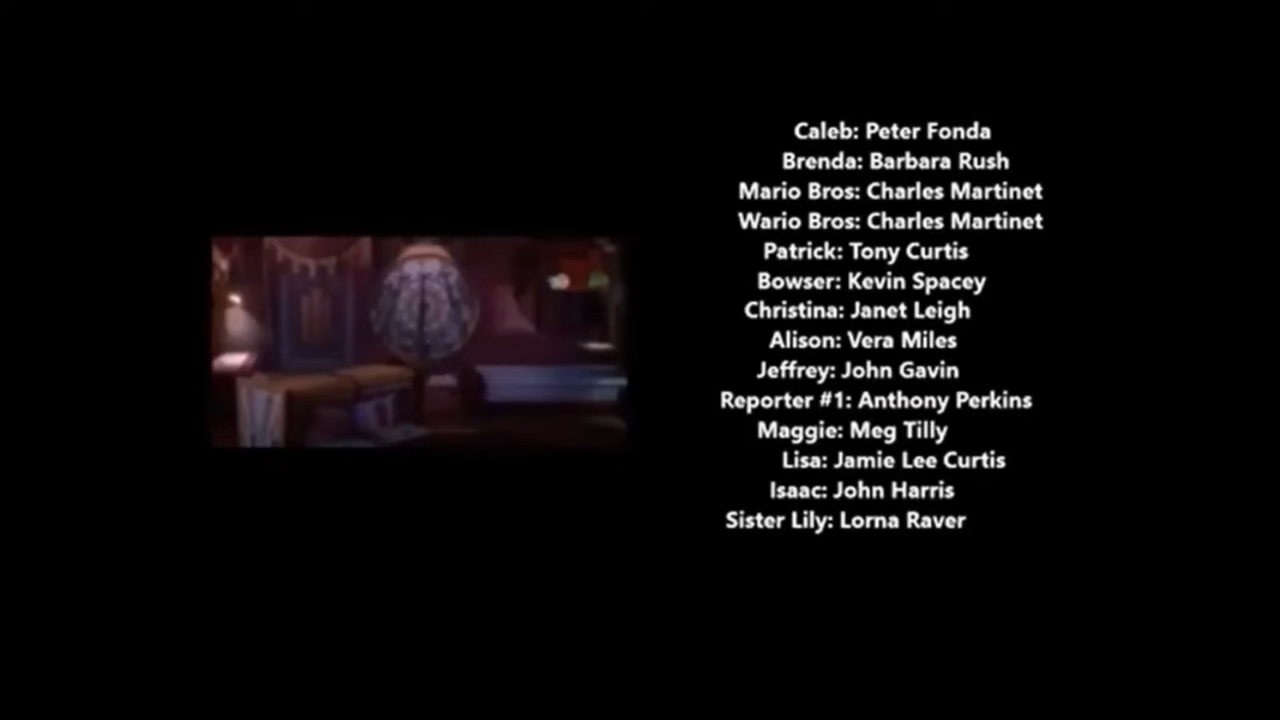 Caleb: Peter Fonda
Brenda: Barbara Rush
Mario Bros: Charles Martinet
Wario Bros: Charles Martinet
Patrick: Tony Curtis
Bowser: Kevin Spacey
Christina: Janet Leigh
Alison: Vera Miles
Jeffrey: John Gavin
Reporter #1: Anthony Perkins
Maggie: Meg Tilly
Lisa: Jamie Lee Curtis
Isaac: John Harris
Sister Lily: Lorna Raver